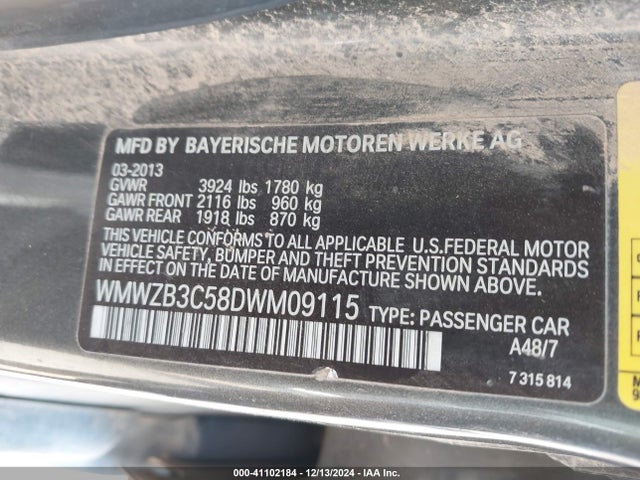 MFD BY BAYERISCHE MOTOREN WERKE AG
03-2013
GVWR 3924 lbs 1780 kg
GAWR FRONT 2116 lbs 960 kg
GAWR REAR 1918 lbs 870 kg
THIS VEHICLE CONFORMS TO ALL APPLICABLE U.S.FEDERAL MOTOR
VEHICLE SAFETY, BUMPER, AND THEFT PREVENTION STANDARDS
IN EFFECT ON THE DATE OF MANUFACTURE SHOWN ABOVE.
WMWZB3C58DWM09115 TYPE: PASSENGER CAR
A48/7
7 315 814
000-41102184 - 12/13/2024 - IAA Inc.